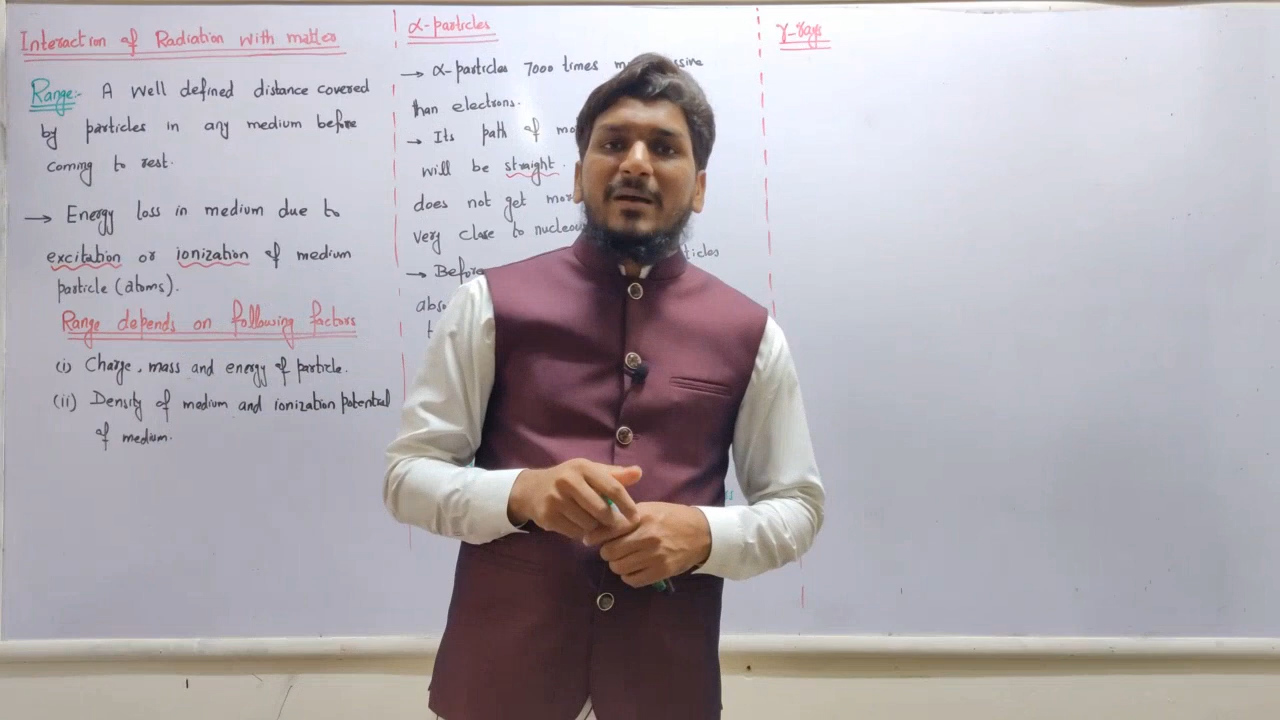 Interaction of Radiation with matter
Range:- A well defined distance covered
by particles in any medium before
coming to rest.
→ Energy loss in medium due to
excitation or ionization of medium
particle (atoms).
Range depends on following factors
(i) Charge, mass and energy of particle.
(ii) Density of medium and ionization potential
of medium.
α-particles
→ α-particles 7000 times
than electrons.
→ Its path of
will be straight.
does not get
very close to
→ Before
γ-rays